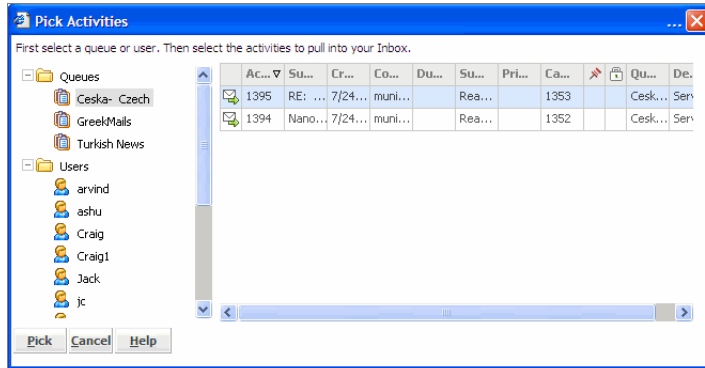 Pick Activities ...
First select a queue or user. Then select the activities to pull into your Inbox.
Queues
Ceska- Czech
GreekMails
Turkish News
Users
arvind
ashu
Craig
Craig1
Jack
jc
Ac... Su... Cr... Co... Du... Su... Pri... Ca... Qu... De.
1395 RE: ... 7/24... muni... Rea... 1353 Cesk... Serv
1394 Nano... 7/24... muni... Rea... 1352 Cesk... Serv
Pick Cancel Help